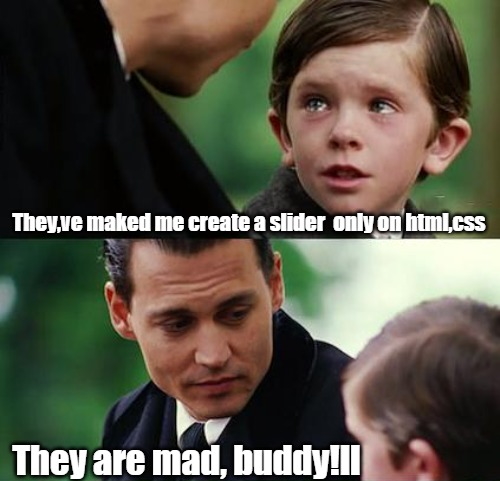 They,ve maked me create a slider only on html,css
They are mad, buddy!!!